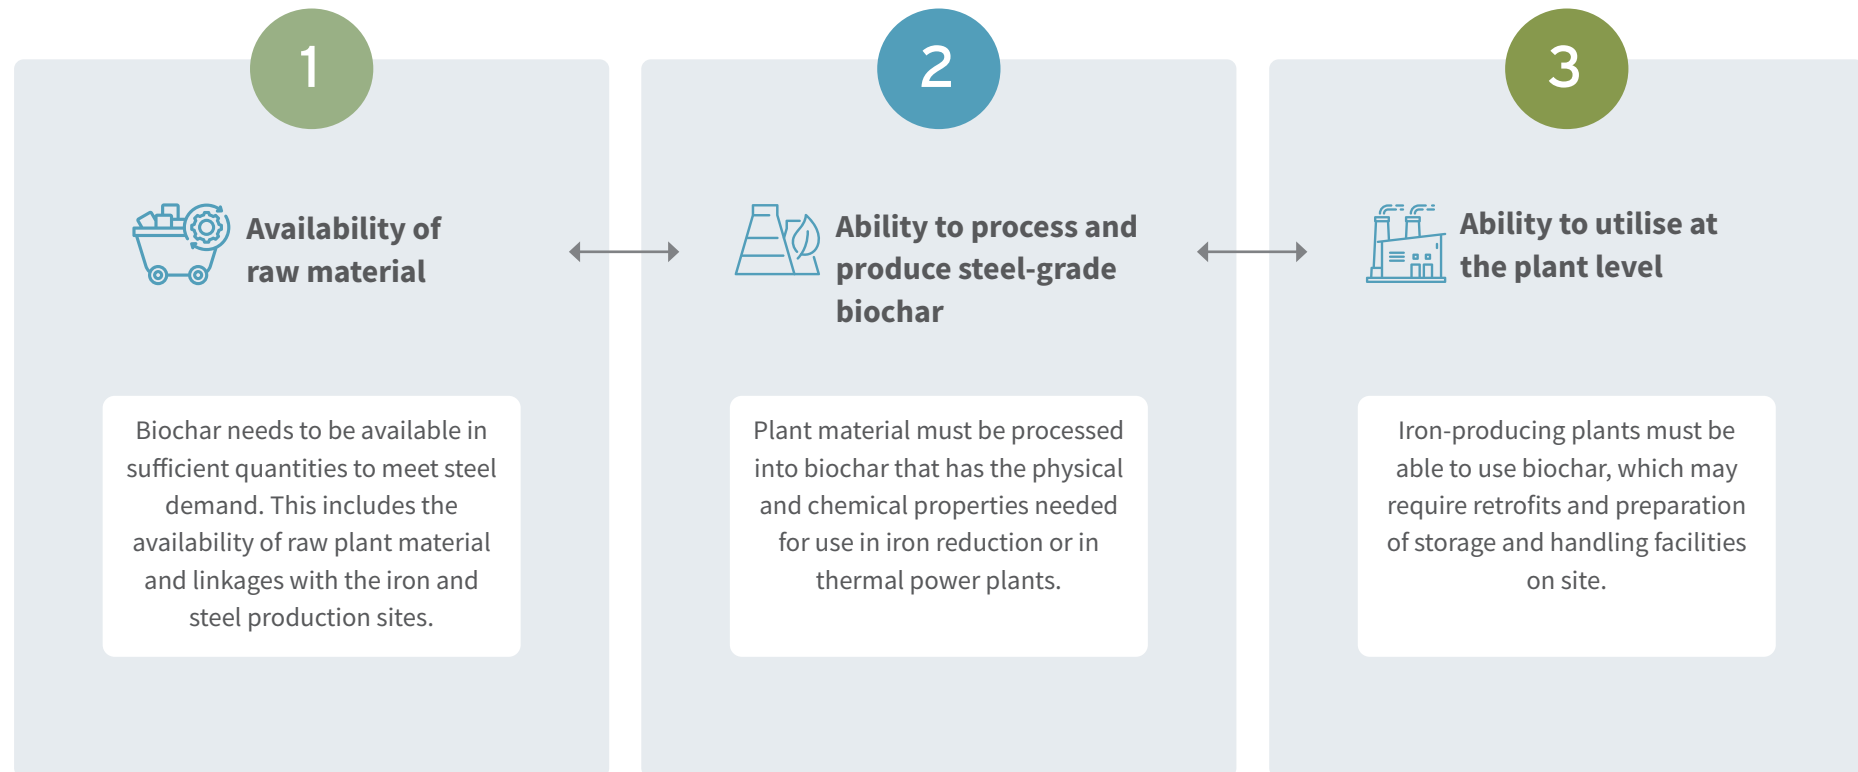 1
Availability of
raw material
Biochar needs to be available in
sufficient quantities to meet steel
demand. This includes the
availability of raw plant material
and linkages with the iron and
steel production sites.
2
Ability to process and
produce steel-grade
biochar
Plant material must be processed
into biochar that has the physical
and chemical properties needed
for use in iron reduction or in
thermal power plants.
3
Ability to utilise at
the plant level
Iron-producing plants must be
able to use biochar, which may
require retrofits and preparation
of storage and handling facilities
on site.